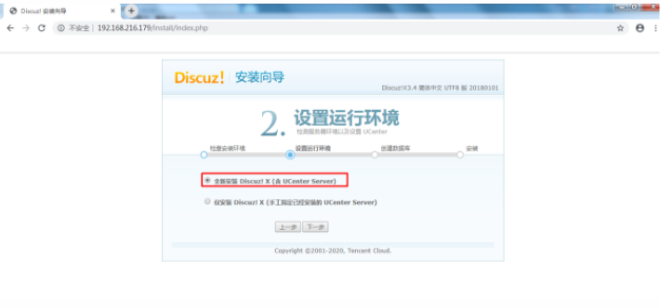 Discuz! 安装向导
不安全 | 192.168.216.179/install/index.php
Discuz! 安装向导
Discuz!X3.4 简体中文 UTF8 版 20180101
2. 设置运行环境
检测服务器环境以及设置 UCenter
检查安装环境 设置运行环境 创建数据库 安装
全新安装 Discuz! X (含 UCenter Server)
仅安装 Discuz! X (手工指定已经安装的 UCenter Server)
上一步 下一步
Copyright ©2001-2020, Tencent Cloud.